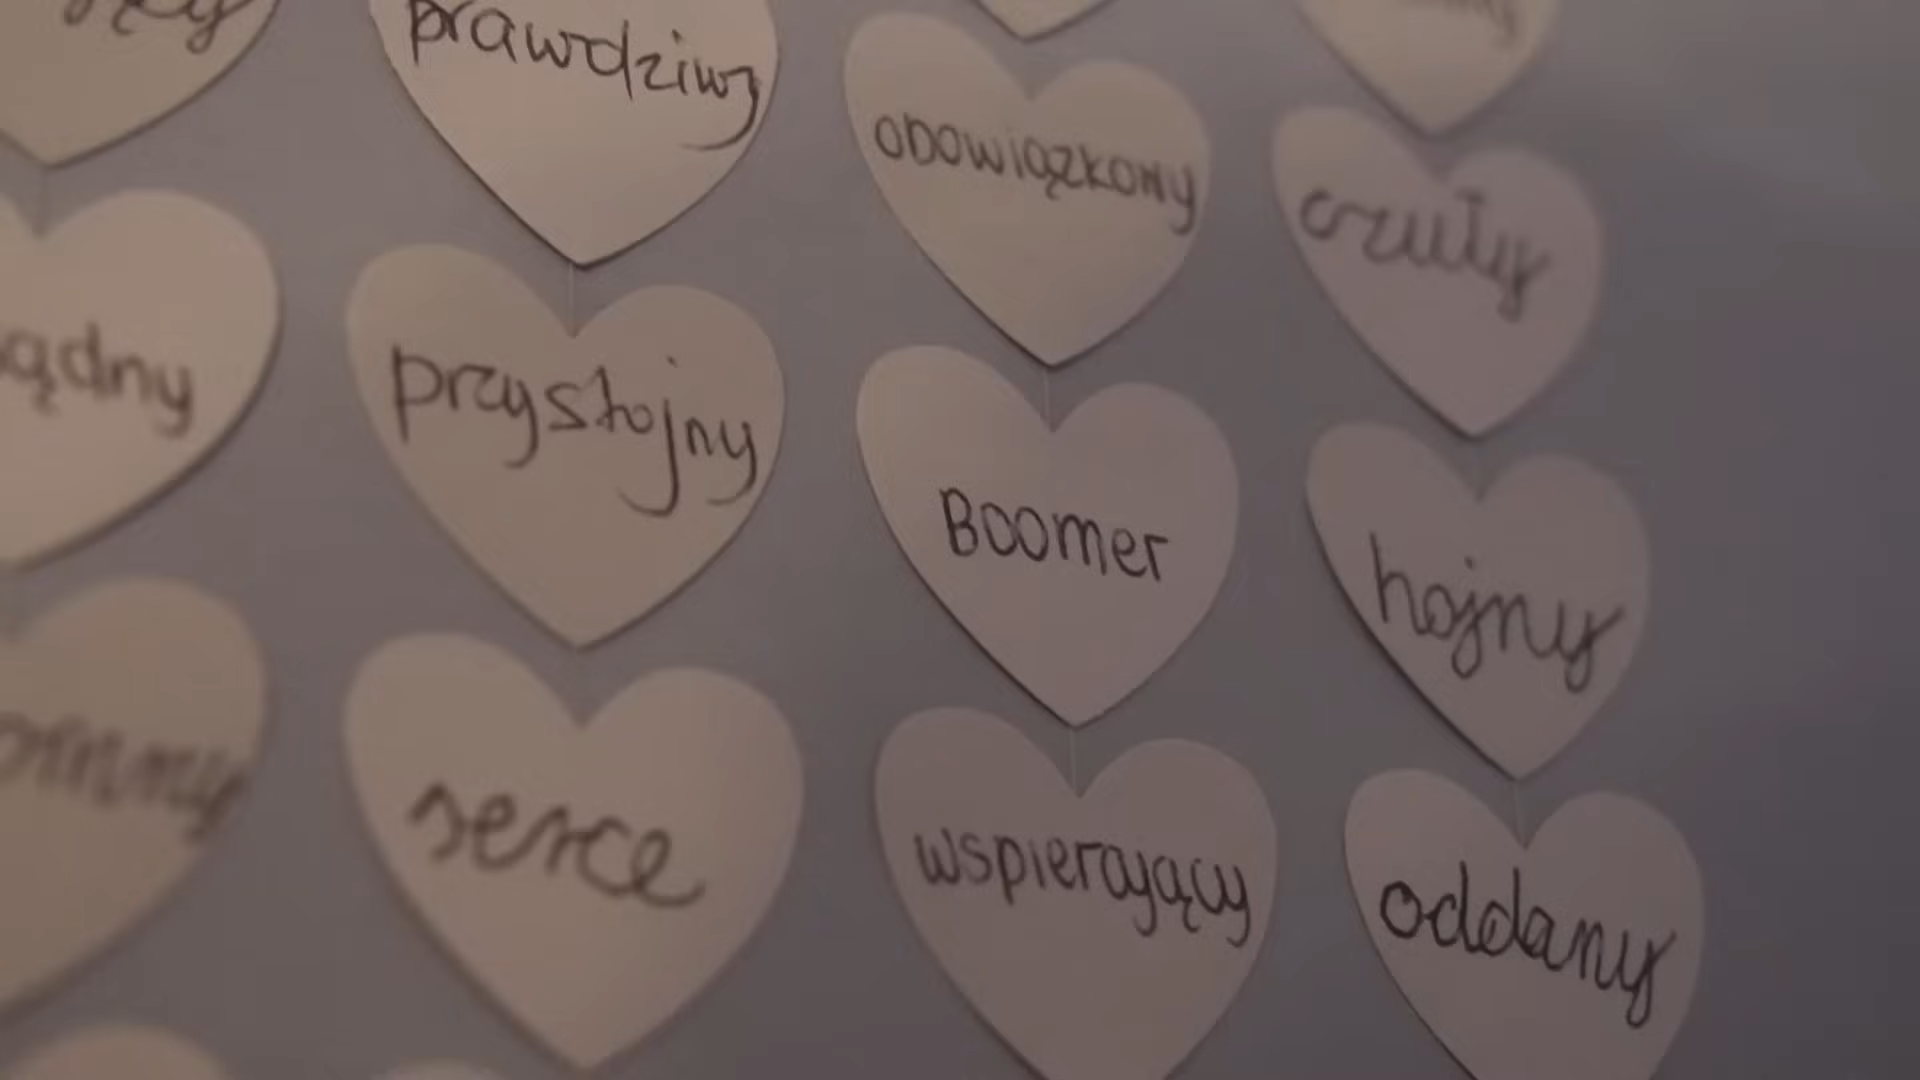 prawdziwy
obowiązkowy
czuły
przystojny
Boomer
hojny
serce
wspierający
oddany